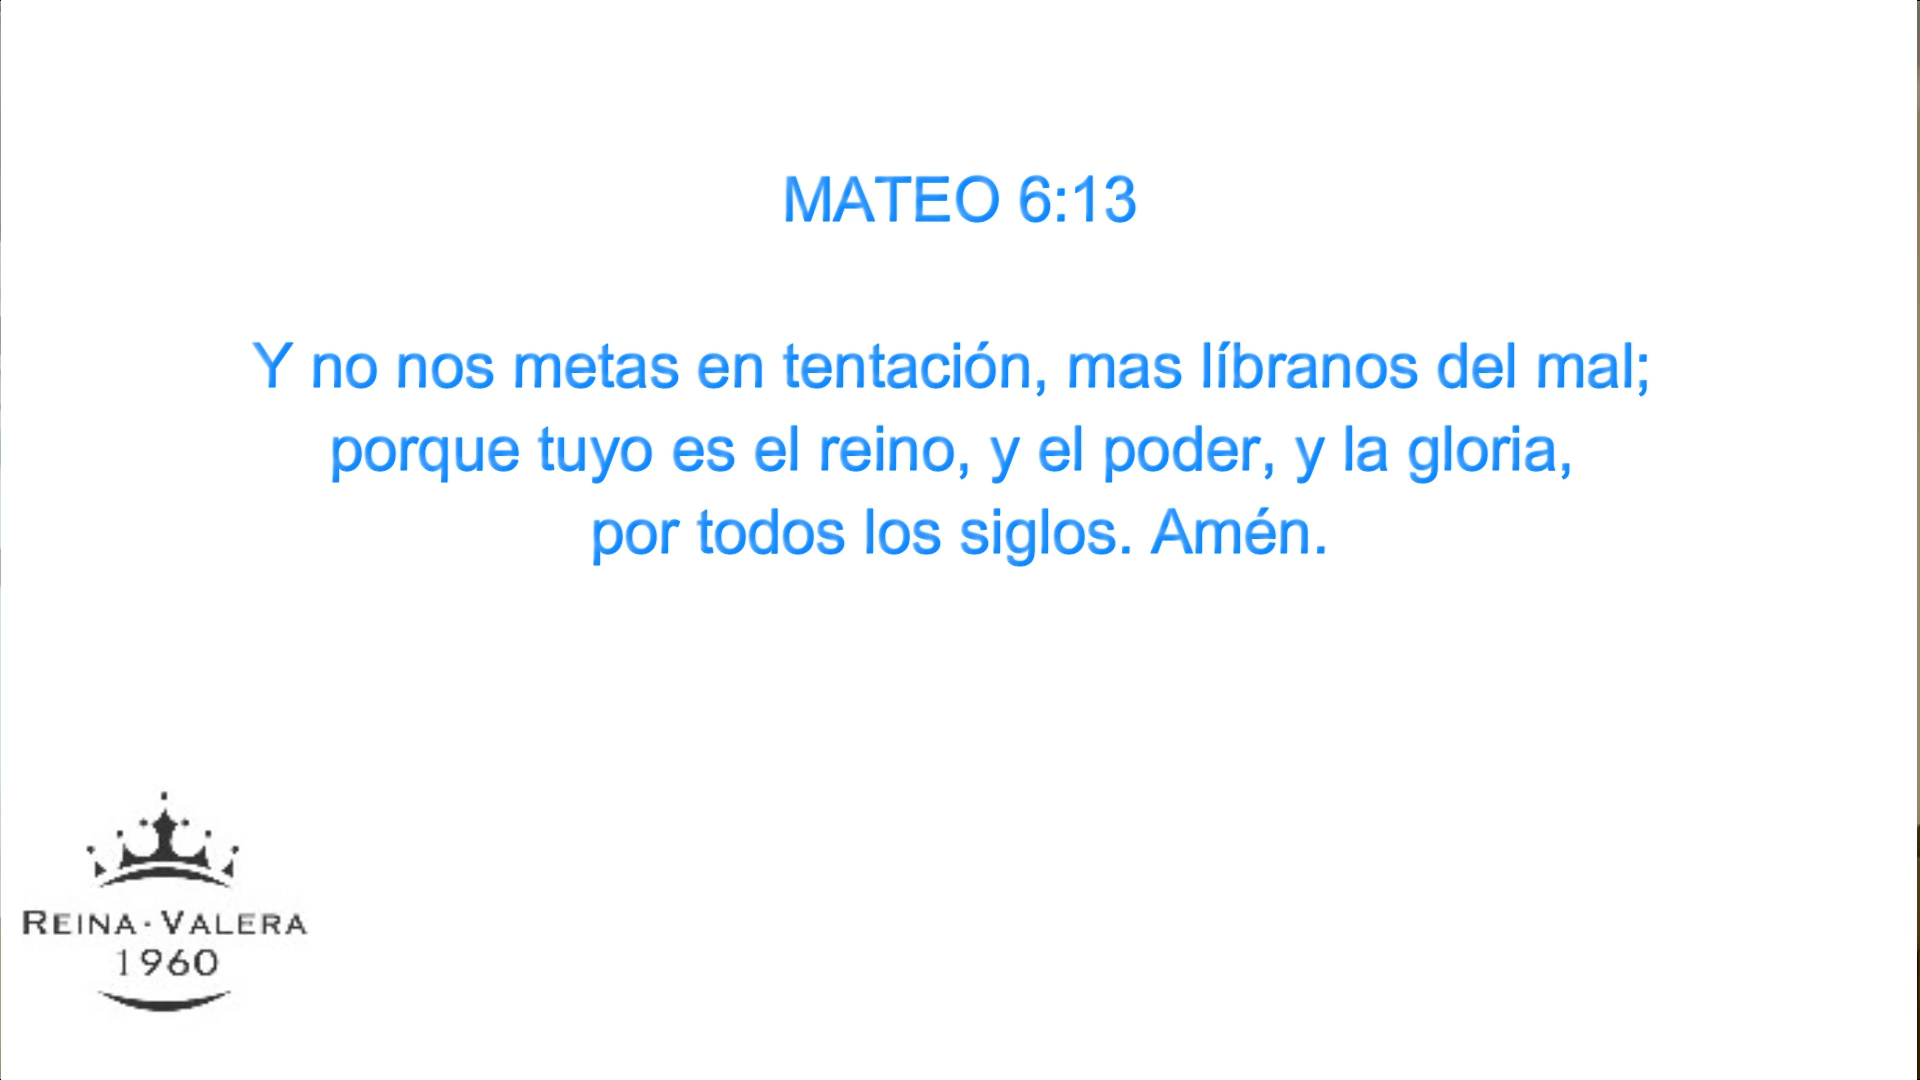 MATEO 6:13
Y no nos metas en tentación, mas líbranos del mal;
porque tuyo es el reino, y el poder, y la gloria,
por todos los siglos. Amén.
REINA·VALERA
1960